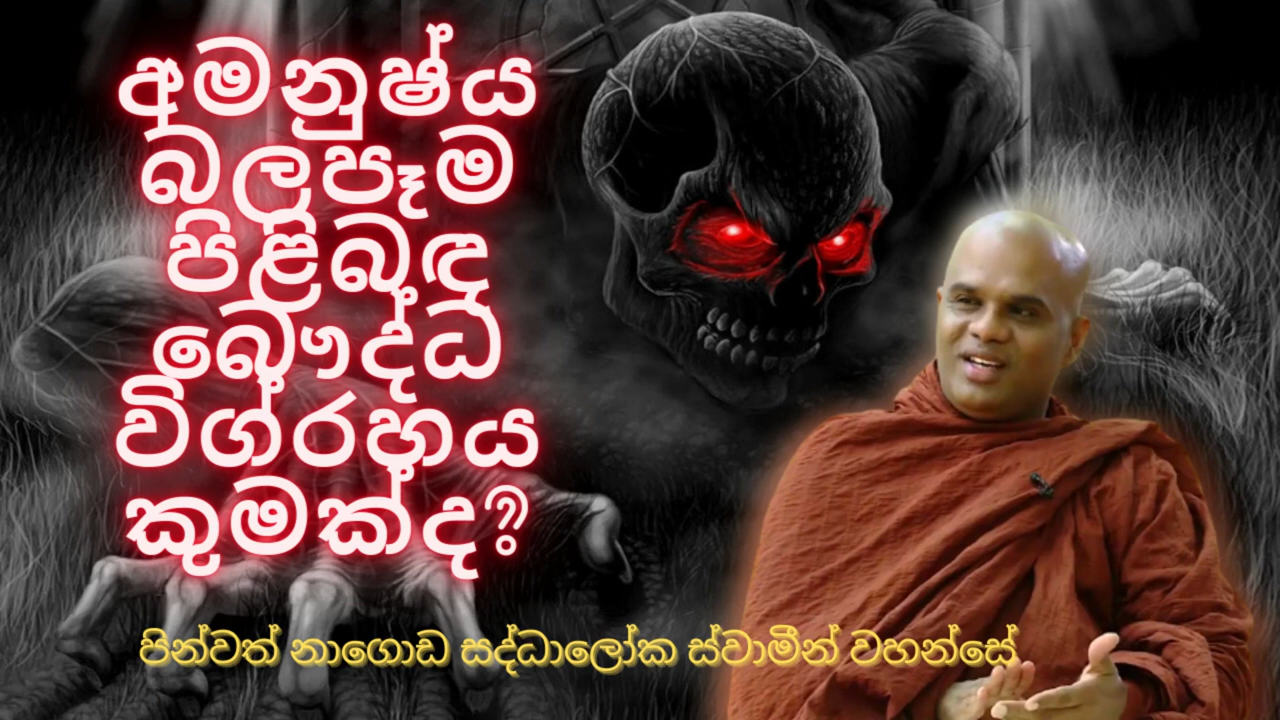 අමනුෂ්ය
බලපෑම
පිළිබඳ
බෞද්ධ
විග්රහය
කුමක්ද?
පින්වත් නාගොඩ සද්ධාලෝක ස්වාමීන් වහන්සේ